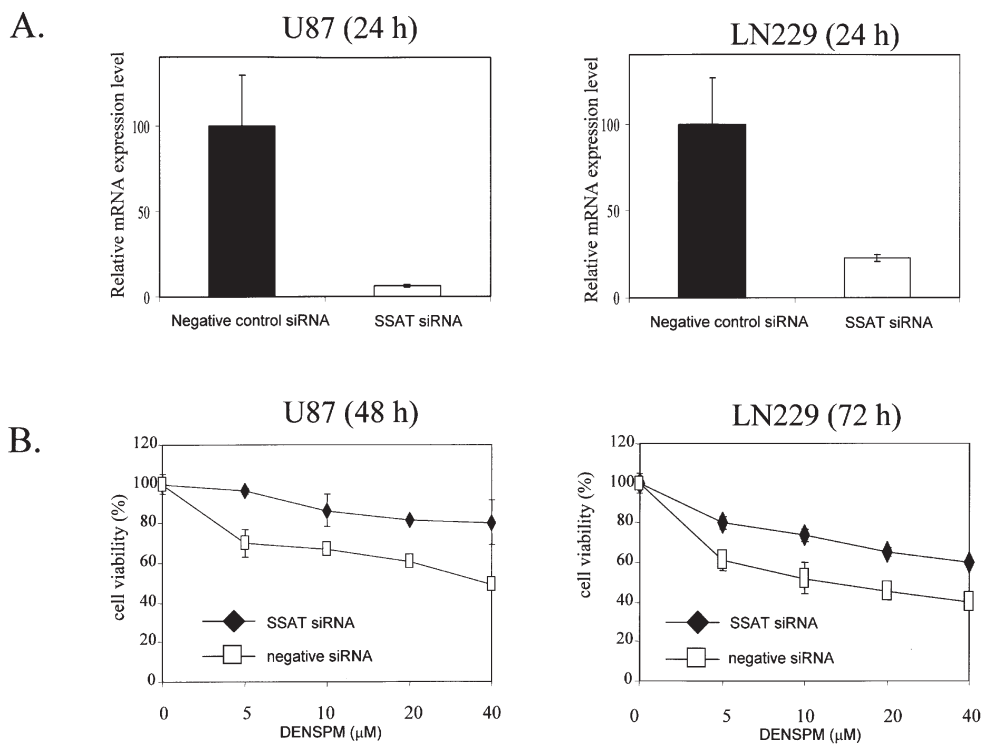 A.
U87 (24 h)
Relative mRNA expression level
100
50
0
Negative control siRNA
SSAT siRNA
LN229 (24 h)
Relative mRNA expression level
100
50
0
Negative control siRNA
SSAT siRNA
B.
U87 (48 h)
cell viability (%)
120
100
80
60
40
20
0
SSAT siRNA
negative siRNA
0 5 10 20 40
DENSPM (μM)
LN229 (72 h)
cell viability (%)
120
100
80
60
40
20
0
SSAT siRNA
negative siRNA
0 5 10 20 40
DENSPM (μM)